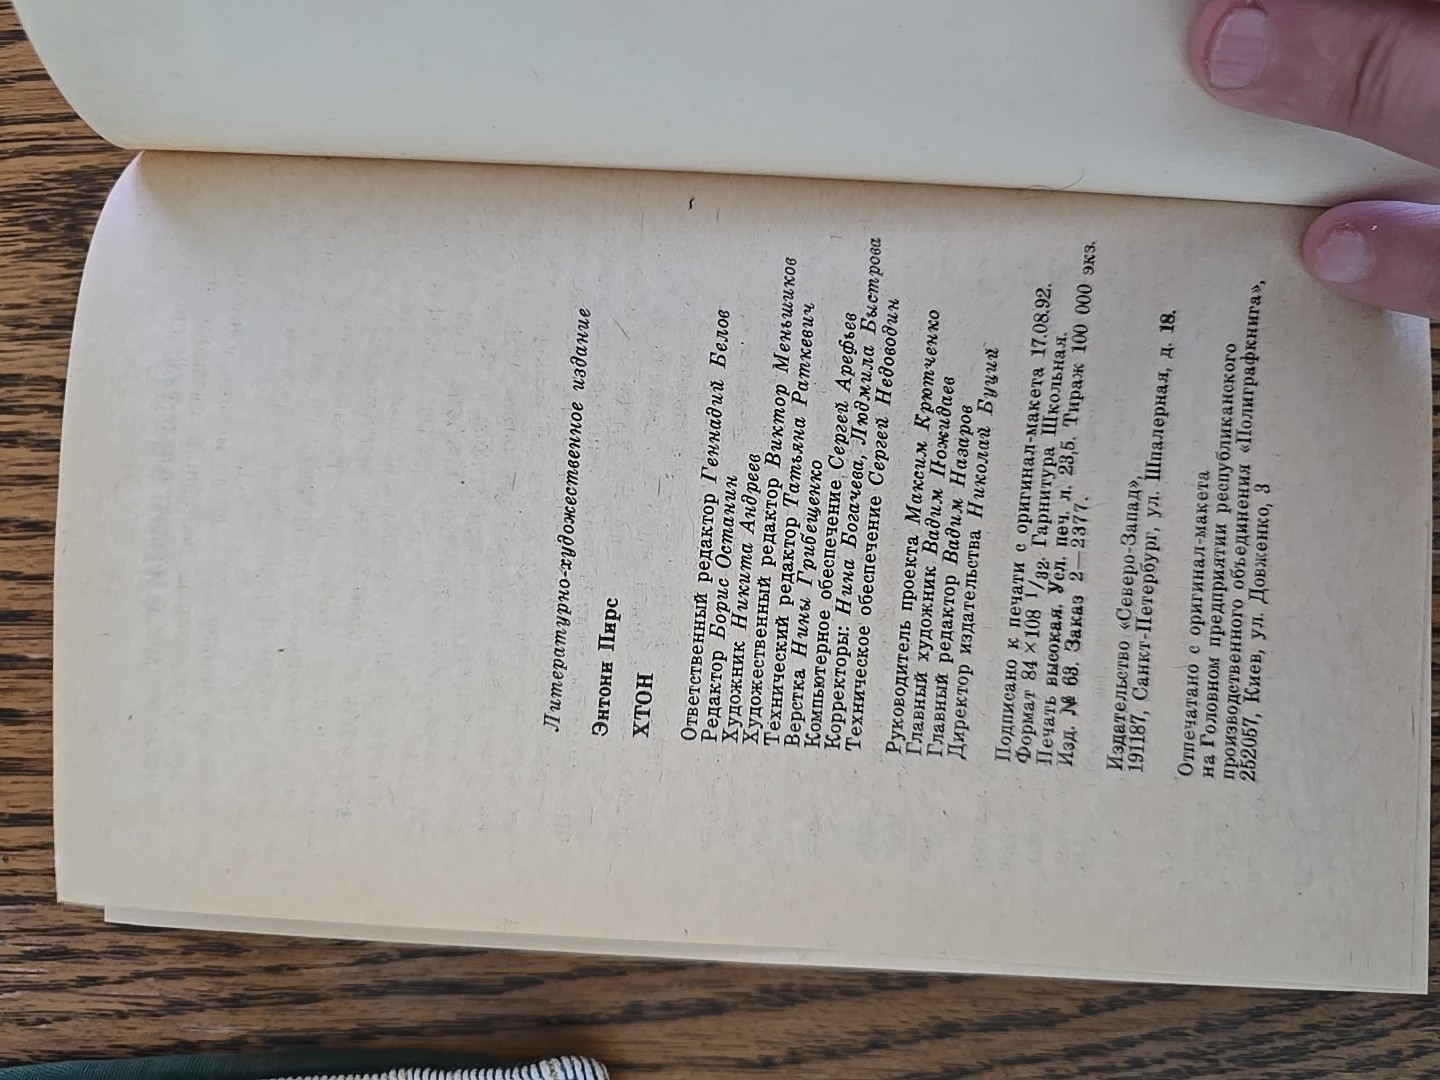 Литературно-художественное издание
Энтони Пирс
ХТОН
Ответственный редактор Геннадий Белов
Редактор Борис Останин
Художник Никита Андреев
Художественный редактор Виктор Меньшиков
Технический редактор Татьяна Раткевич
Верстка Нины Грибещенко
Компьютерное обеспечение Сергей Арефьев
Корректоры: Нина Богачева, Людмила Быстрова
Техническое обеспечение Сергей Недоводин
Руководитель проекта Максим Крютченко
Главный художник Вадим Пожидаев
Главный редактор Вадим Назаров
Директор издательства Николай Буций
Подписано к печати с оригинал-макета 17.08.92.
Формат 84×108 1/32. Гарнитура Школьная.
Печать высокая. Усл. печ. л. 23,5. Тираж 100 000 экз.
Изд. № 63. Заказ 2—2377.
Издательство «Северо-Запад»,
191187, Санкт-Петербург, ул. Шпалерная, д. 18.
Отпечатано с оригинал-макета
на Головном предприятии республиканского
производственного объединения «Полиграфкнига»,
252057, Киев, ул. Довженко, 3